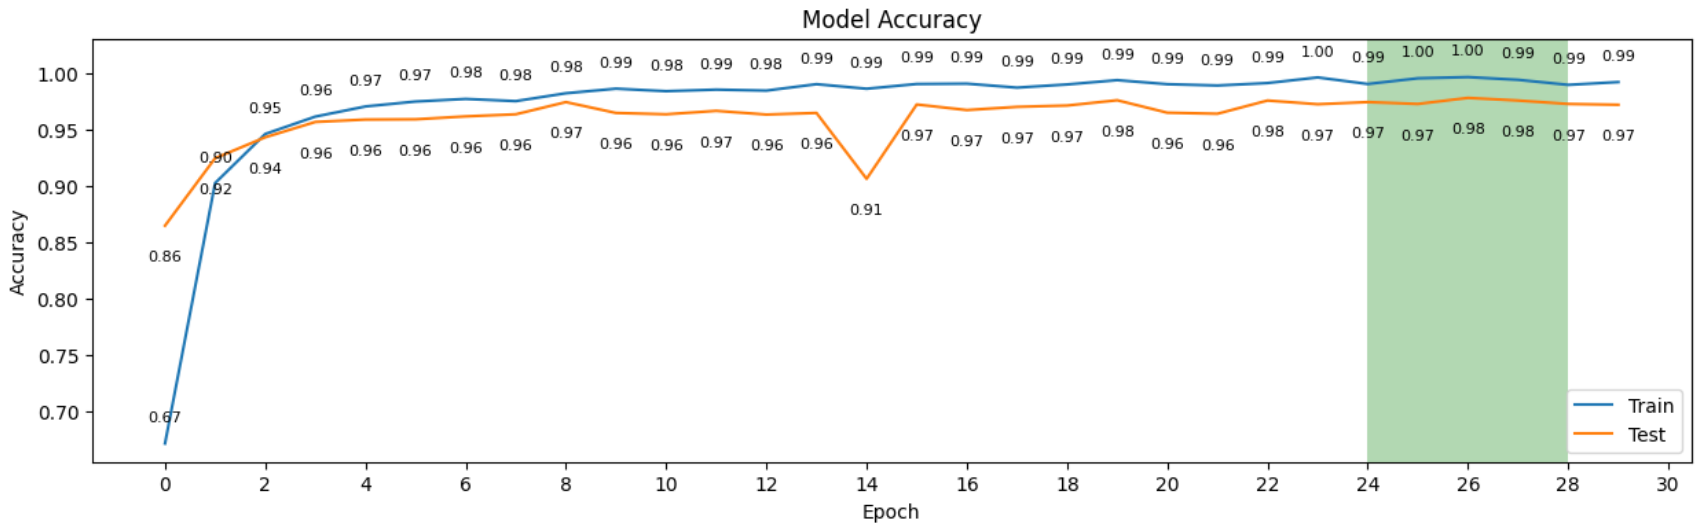 Model Accuracy
Accuracy
1.00
0.95
0.90
0.85
0.80
0.75
0.70
0.67 0.90 0.95 0.96 0.97 0.97 0.98 0.98 0.98 0.99 0.98 0.99 0.98 0.99 0.99 0.99 0.99 0.99 0.99 0.99 0.99 0.99 0.99 1.00 0.99 1.00 1.00 0.99 0.99 0.99
0.86 0.92 0.94 0.96 0.96 0.96 0.96 0.96 0.97 0.96 0.96 0.97 0.96 0.96 0.91 0.97 0.97 0.97 0.97 0.98 0.96 0.96 0.98 0.97 0.97 0.97 0.98 0.98 0.97 0.97
Train
Test
0 2 4 6 8 10 12 14 16 18 20 22 24 26 28 30
Epoch